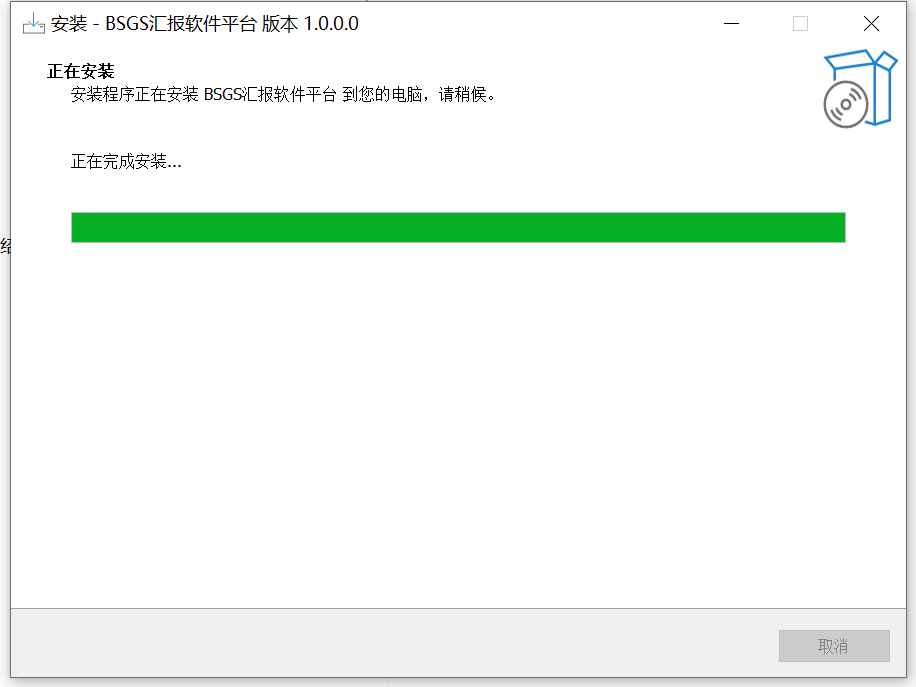 安装 - BSGS汇报软件平台 版本 1.0.0.0
正在安装
安装程序正在安装 BSGS汇报软件平台 到您的电脑，请稍候。
正在完成安装...
取消